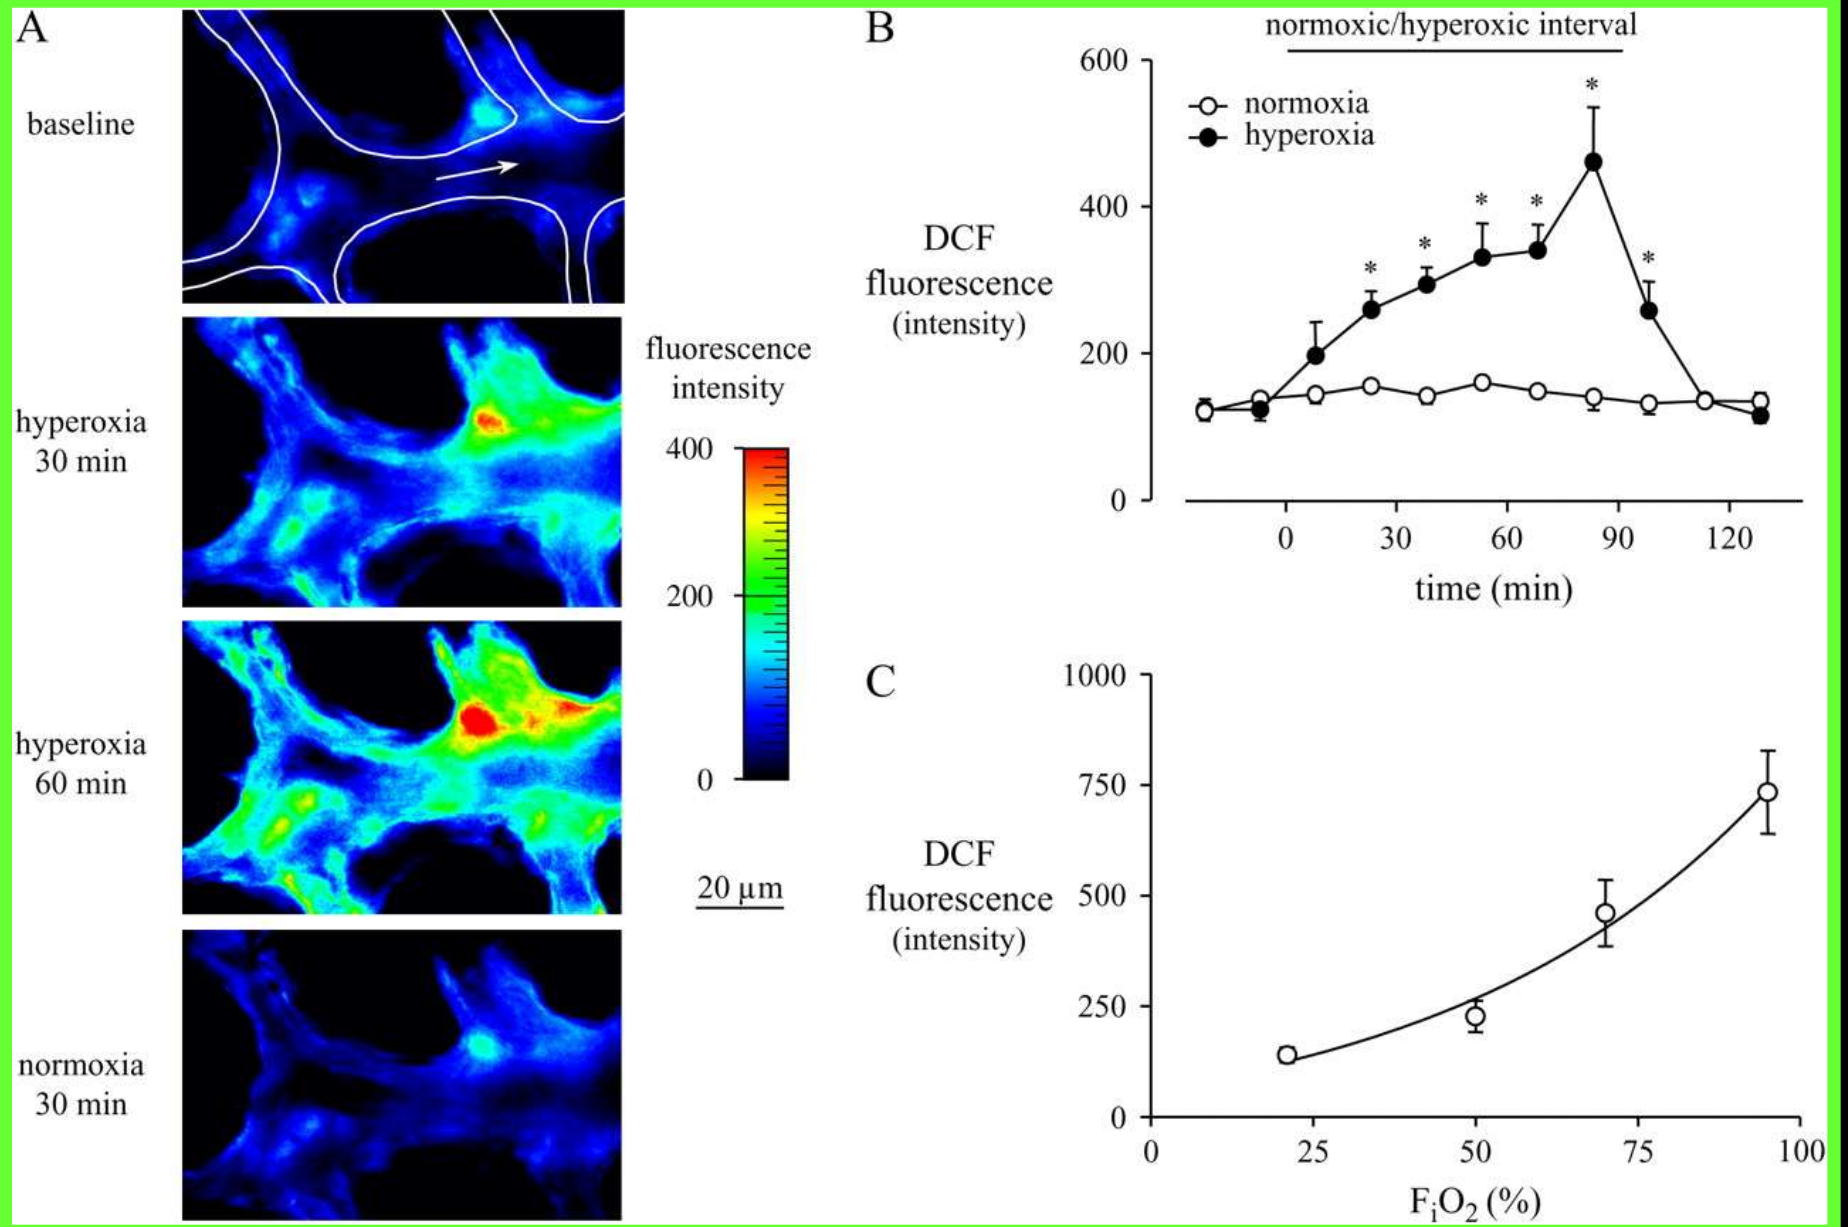 A
baseline
hyperoxia
30 min
hyperoxia
60 min
normoxia
30 min
fluorescence
intensity
400
200
0
20 µm
B
normoxic/hyperoxic interval
normoxia
hyperoxia
DCF
fluorescence
(intensity)
600
400
200
0
* * * * * *
0 30 60 90 120
time (min)
C
DCF
fluorescence
(intensity)
1000
750
500
250
0
0 25 50 75 100
FᵢO₂ (%)